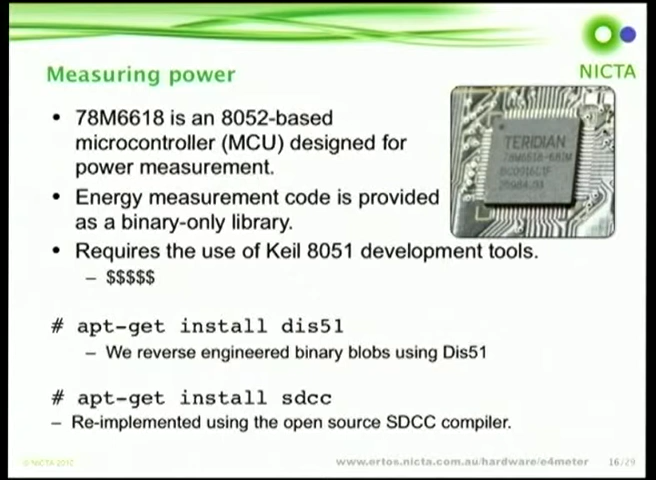 Measuring power
NICTA
• 78M6618 is an 8052-based
microcontroller (MCU) designed for
power measurement.
TERIDIAN
• Energy measurement code is provided
as a binary-only library.
• Requires the use of Keil 8051 development tools.
– $$$$$
# apt-get install dis51
– We reverse engineered binary blobs using Dis51
# apt-get install sdcc
– Re-implemented using the open source SDCC compiler.
© NICTA 2012
www.ertos.nicta.com.au/hardware/e4meter
16/29